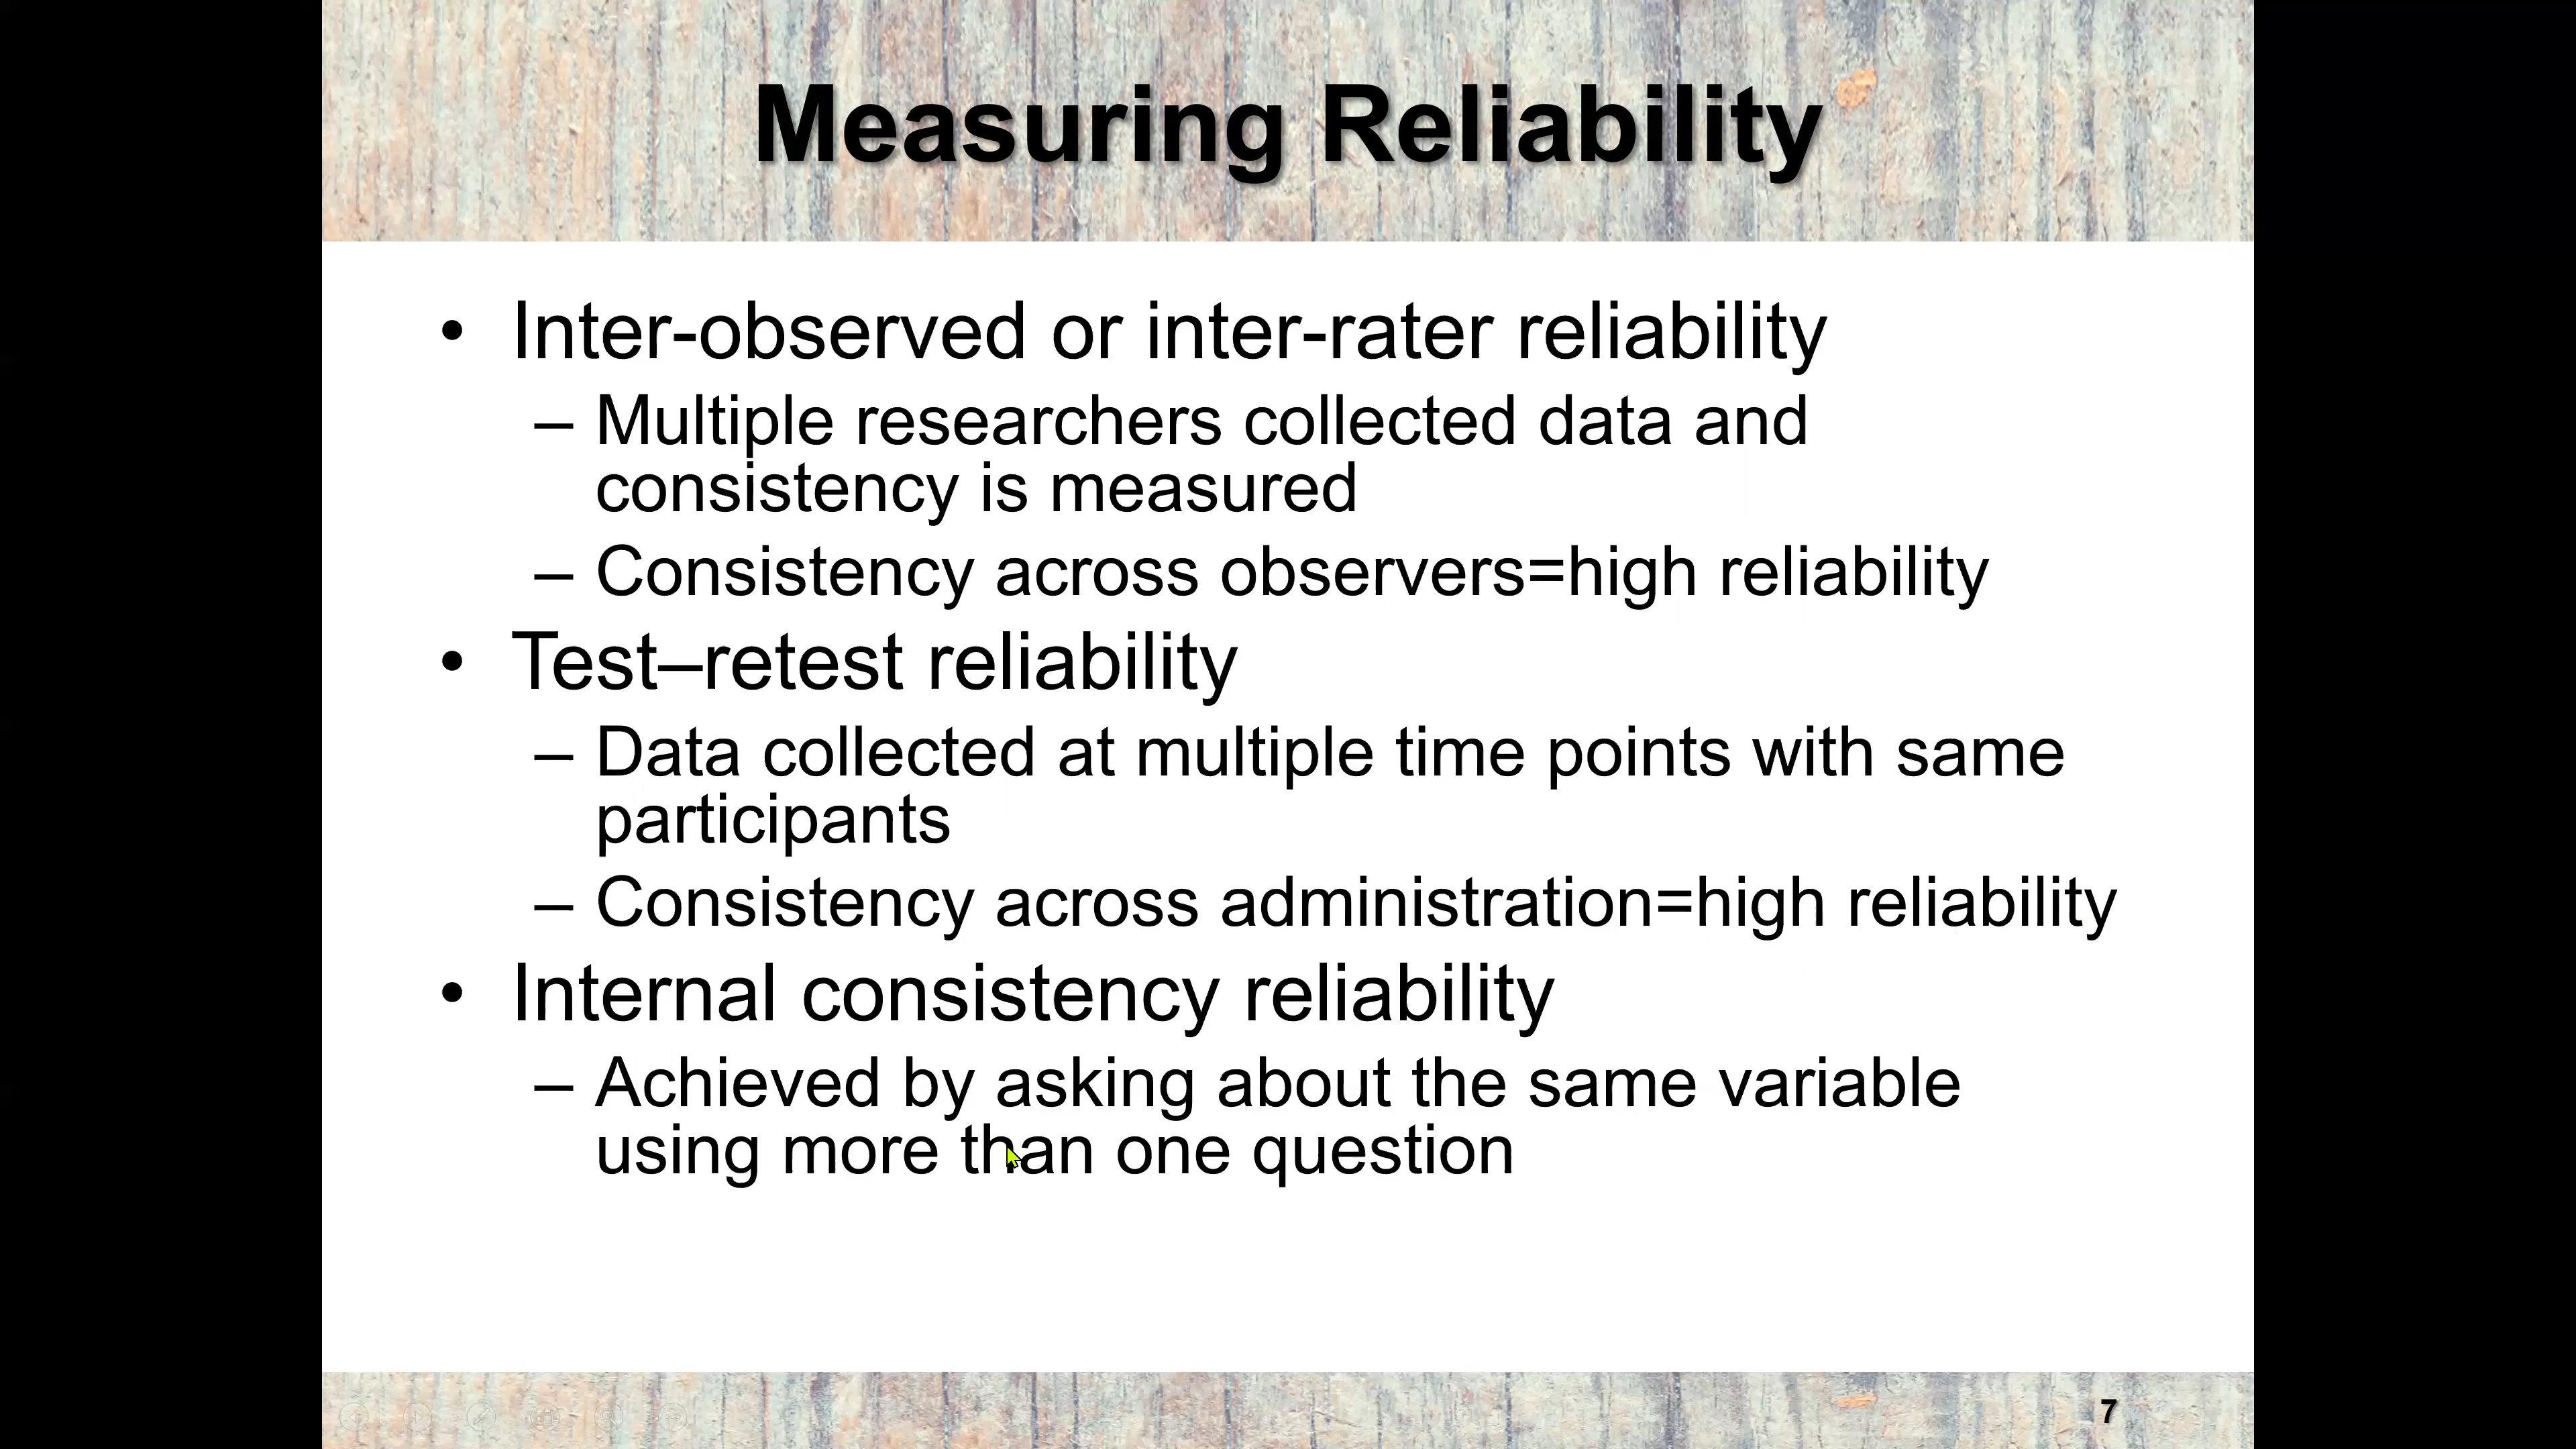 Measuring Reliability
• Inter-observed or inter-rater reliability
– Multiple researchers collected data and
consistency is measured
– Consistency across observers=high reliability
• Test–retest reliability
– Data collected at multiple time points with same
participants
– Consistency across administration=high reliability
• Internal consistency reliability
– Achieved by asking about the same variable
using more than one question
7